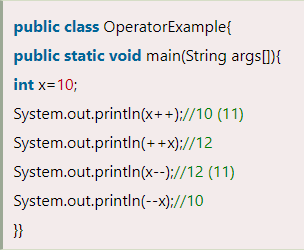 public class OperatorExample{
public static void main(String args[]){
int x=10;
System.out.println(x++);//10 (11)
System.out.println(++x);//12
System.out.println(x--);//12 (11)
System.out.println(--x);//10
}}